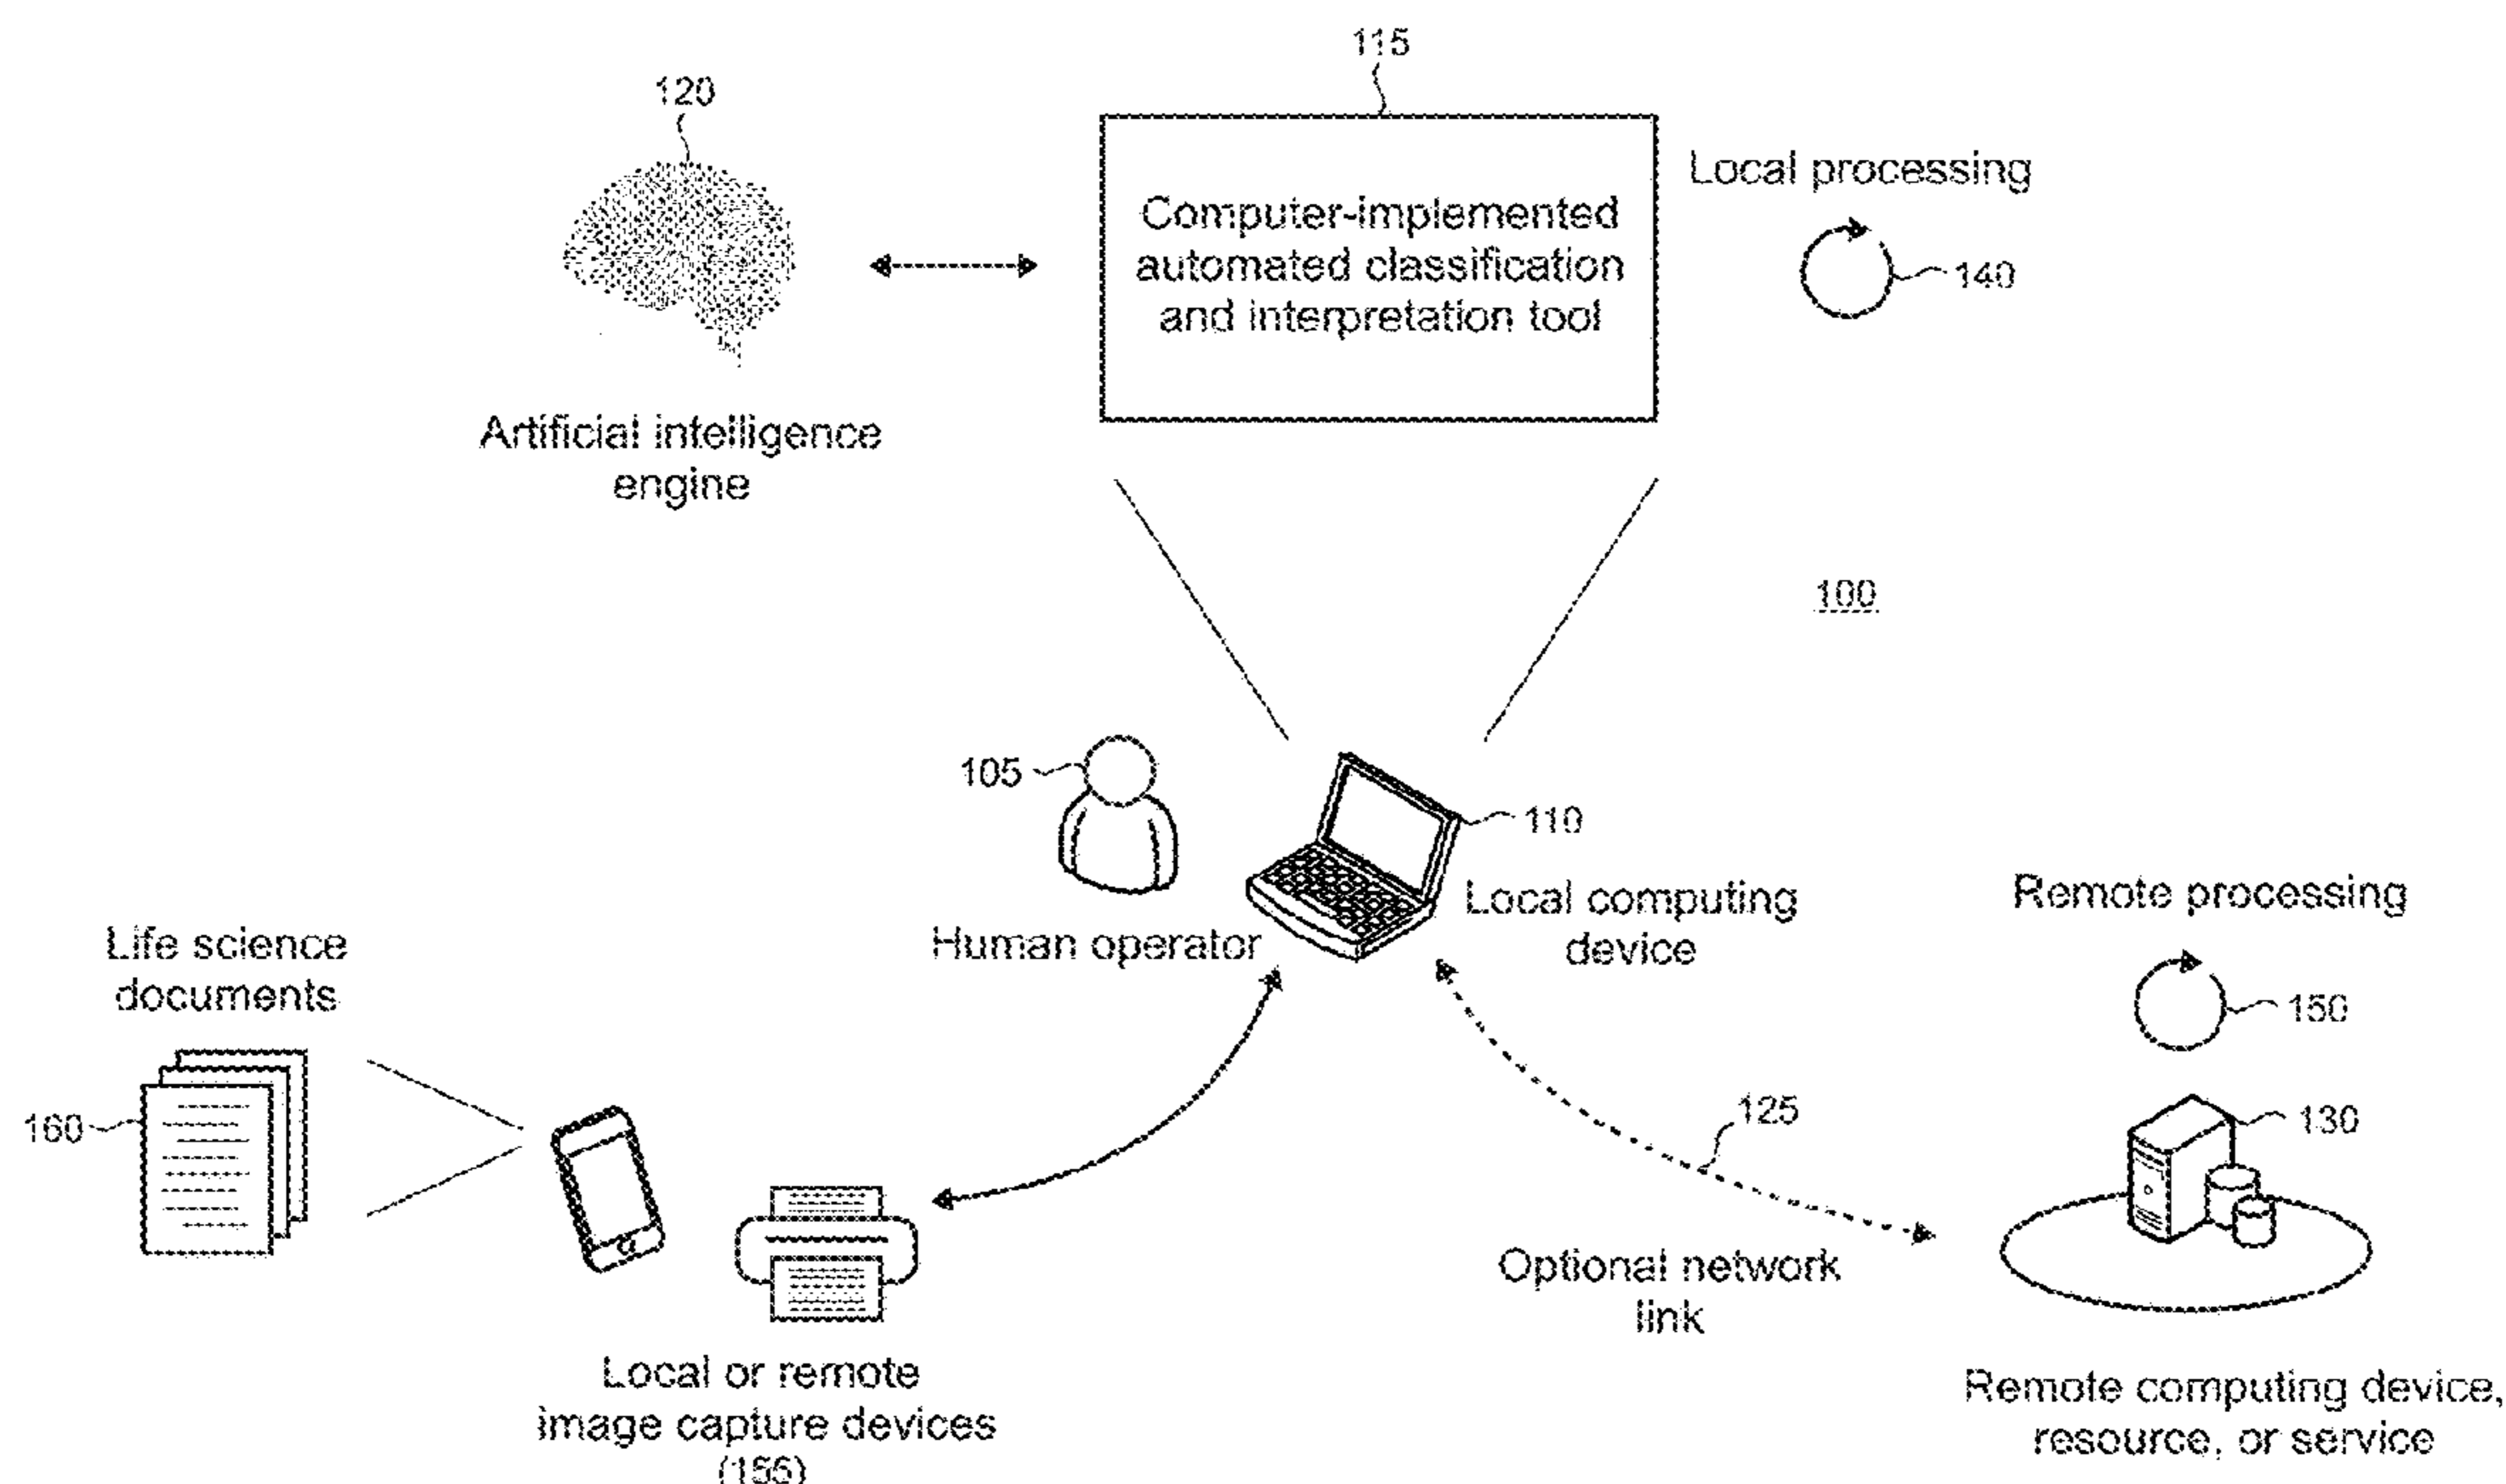 115
120
Local processing
Computer-implemented
automated classification
and interpretation tool
140
Artificial intelligence
engine
100
105
110
Local computing
device
Human operator
Remote processing
150
Life science
documents
160
125
130
Optional network
link
Local or remote
image capture devices
(155)
Remote computing device,
resource, or service